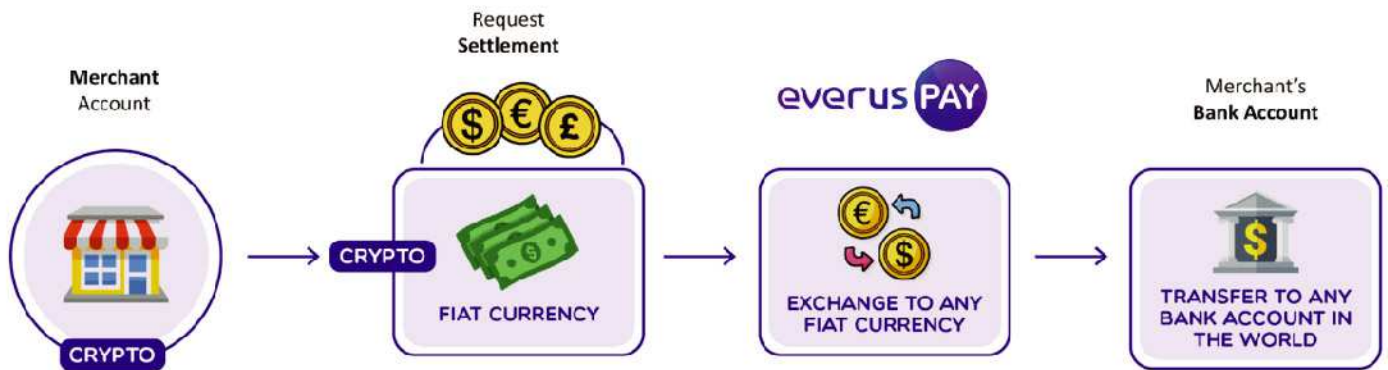 Merchant
Account
CRYPTO
Request
Settlement
$ € £
CRYPTO
$
FIAT CURRENCY
everus PAY
€
$
EXCHANGE TO ANY
FIAT CURRENCY
Merchant's
Bank Account
$
TRANSFER TO ANY
BANK ACCOUNT IN
THE WORLD